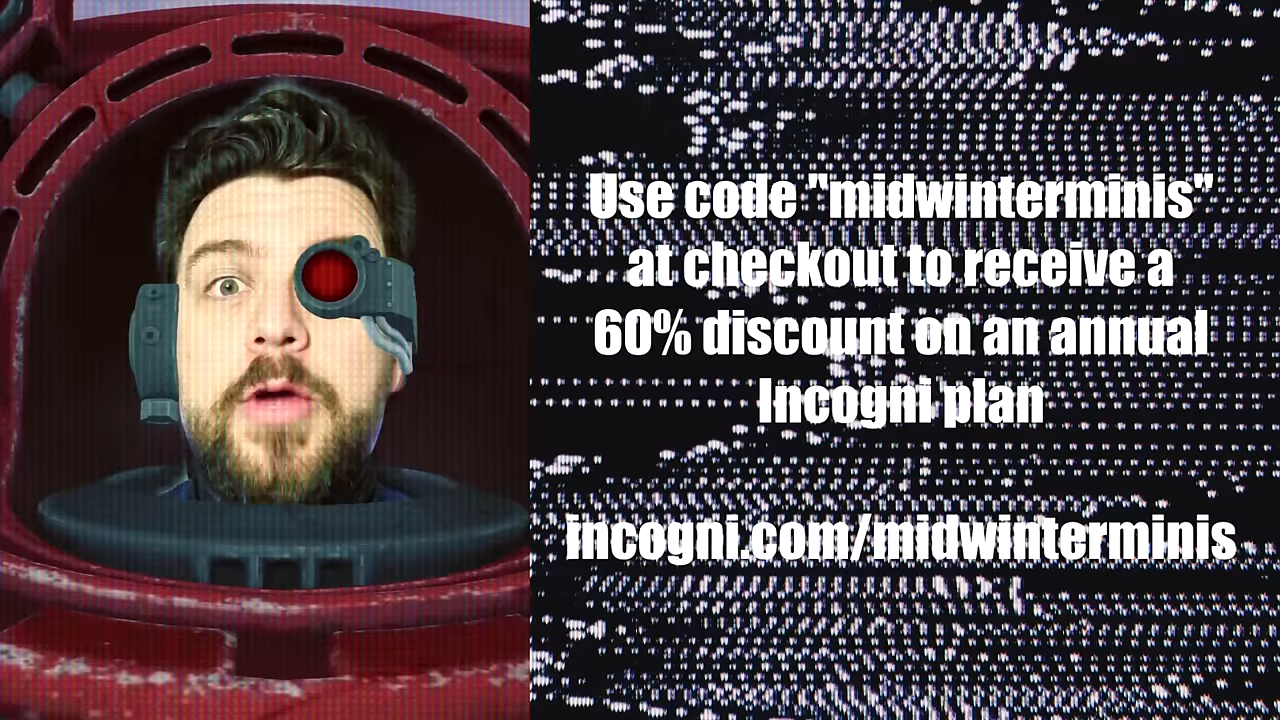 Use code "midwinterminis"
at checkout to receive a
60% discount on an annual
Incogni plan
incogni.com/midwinterminis